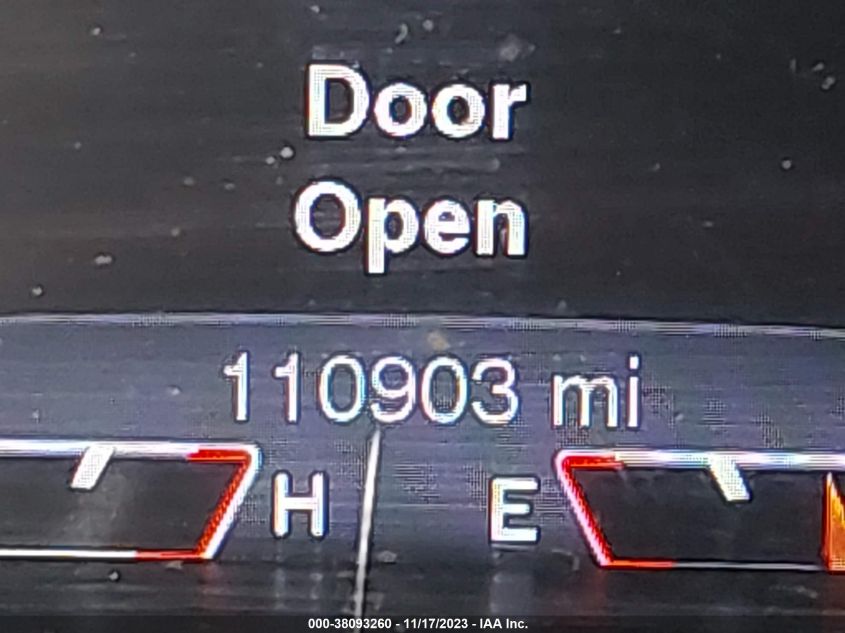 Door
Open
110903 mi
H E
000-38093260 - 11/17/2023 - IAA Inc.